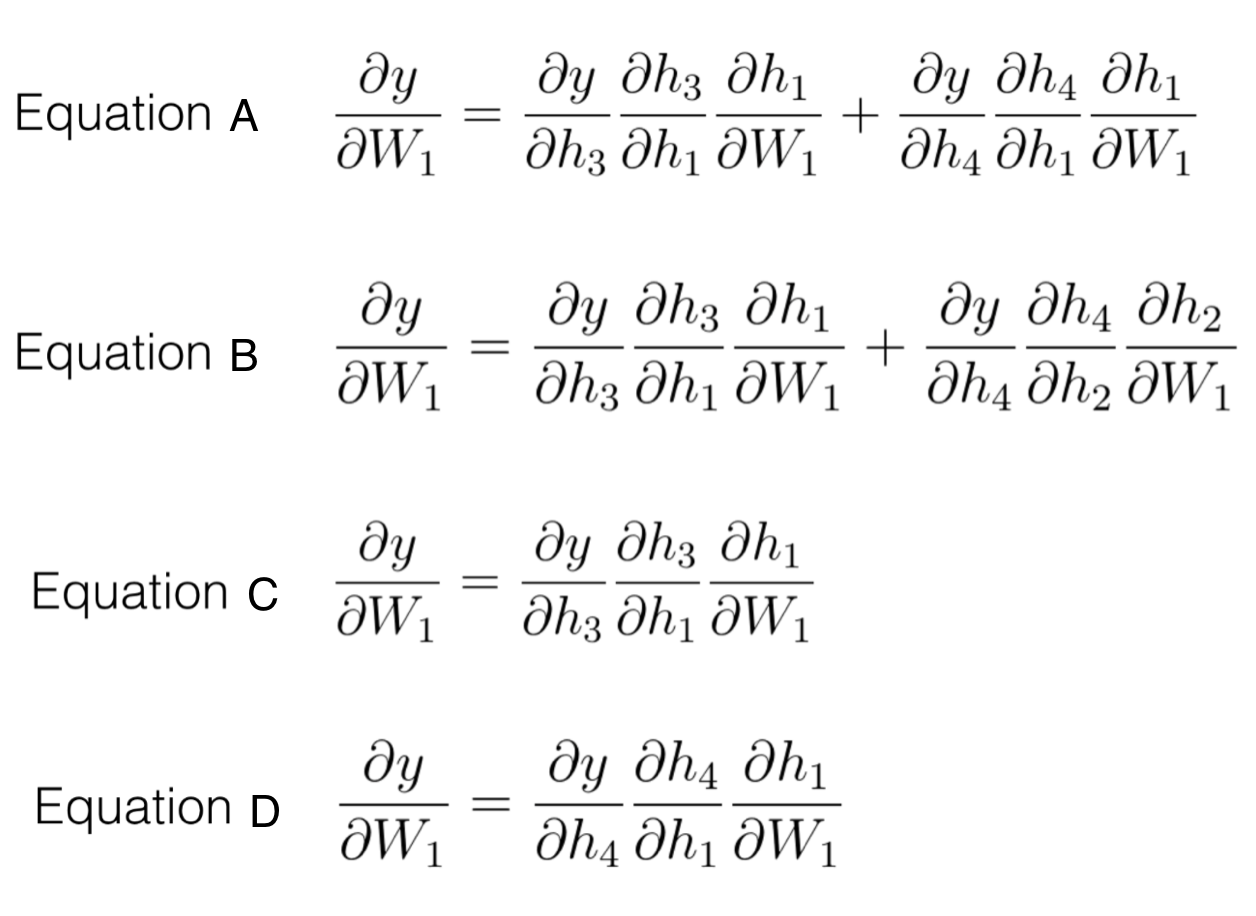 Equation A ∂y/∂W₁ = ∂y/∂h₃ ∂h₃/∂h₁ ∂h₁/∂W₁ + ∂y/∂h₄ ∂h₄/∂h₁ ∂h₁/∂W₁
Equation B ∂y/∂W₁ = ∂y/∂h₃ ∂h₃/∂h₁ ∂h₁/∂W₁ + ∂y/∂h₄ ∂h₄/∂h₂ ∂h₂/∂W₁
Equation C ∂y/∂W₁ = ∂y/∂h₃ ∂h₃/∂h₁ ∂h₁/∂W₁
Equation D ∂y/∂W₁ = ∂y/∂h₄ ∂h₄/∂h₁ ∂h₁/∂W₁